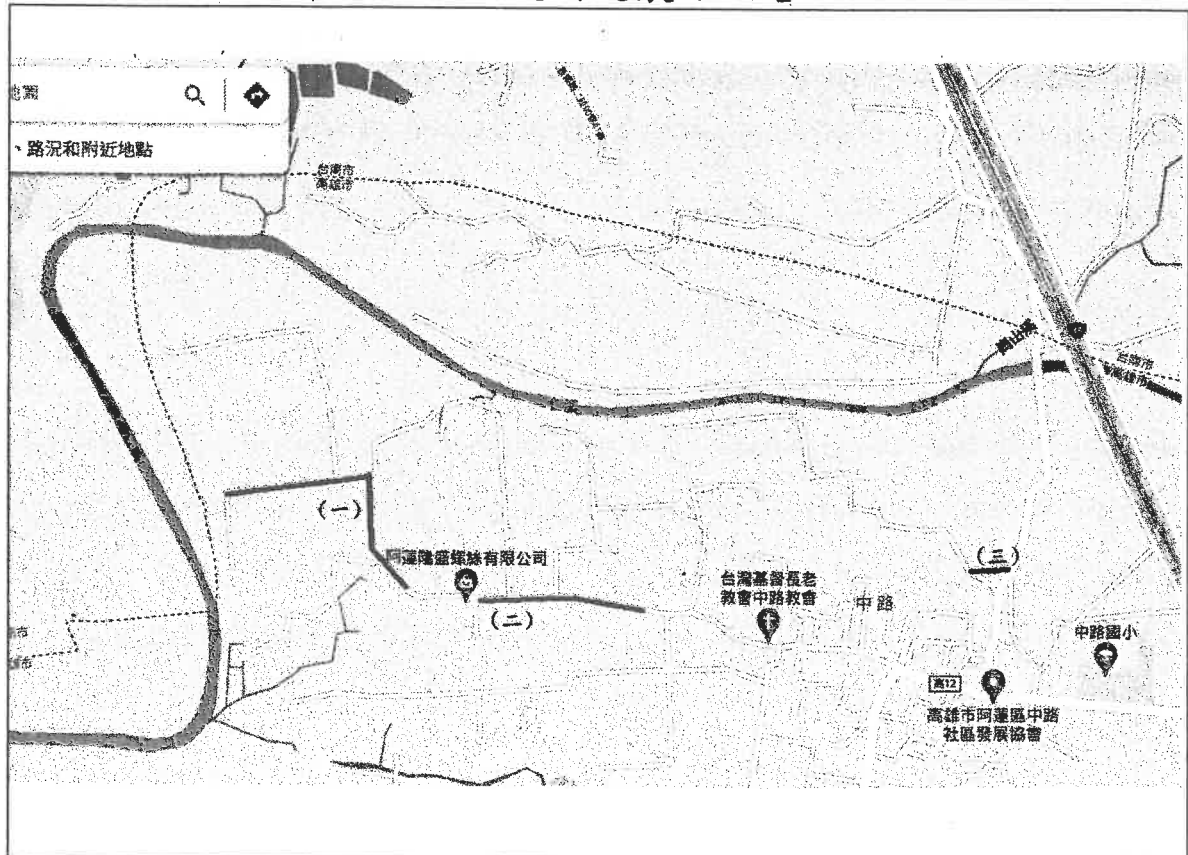 地圖
、路況和附近地點
台南市
高雄市
台南市
高雄市
(一)
阿蓮隆盛螺絲有限公司
(二)
台灣基督長老
教會中路教會
中路
(三)
中路國小
高12
高雄市阿蓮區中路
社區發展協會